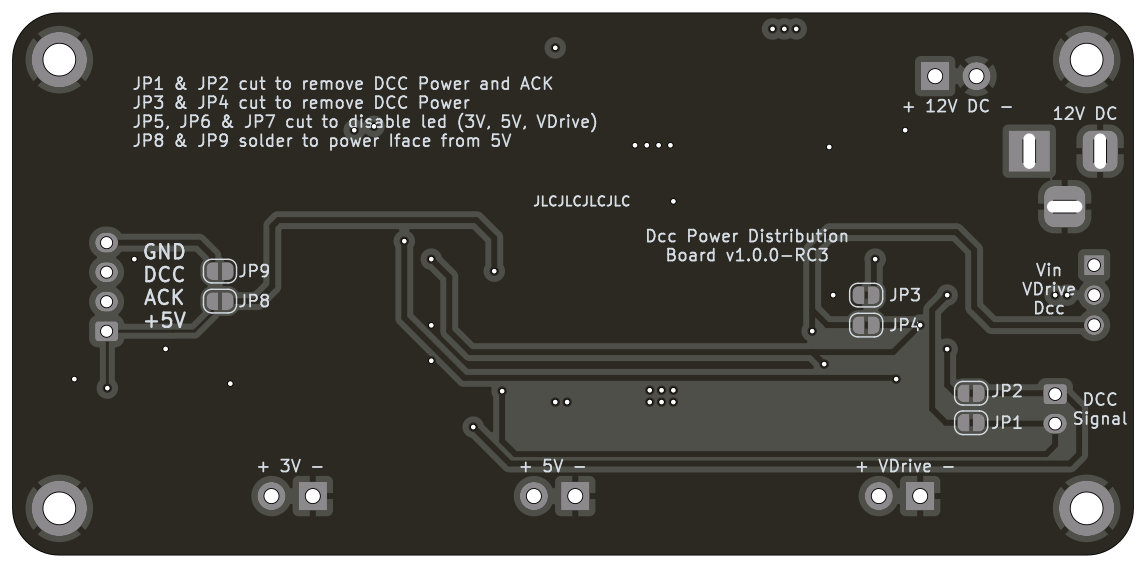 JP1 & JP2 cut to remove DCC Power and ACK
JP3 & JP4 cut to remove DCC Power
JP5, JP6 & JP7 cut to disable led (3V, 5V, VDrive)
JP8 & JP9 solder to power Iface from 5V
+ 12V DC -
12V DC
JLCJLCJLCJLC
Dcc Power Distribution
Board v1.0.0-RC3
GND
DCC
ACK
+5V
JP9
JP8
Vin
VDrive
Dcc
JP3
JP4
JP2
JP1
DCC
Signal
+ 3V -
+ 5V -
+ VDrive -